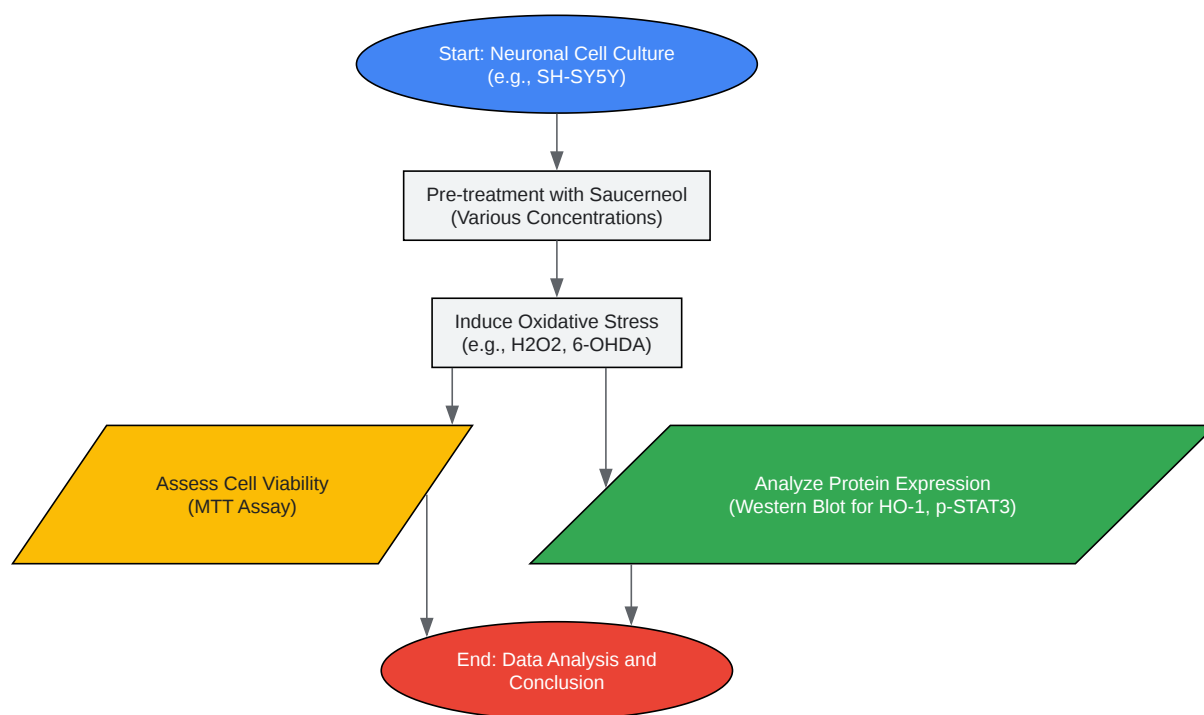 Start: Neuronal Cell Culture
(e.g., SH-SY5Y)
Pre-treatment with Saucerneol
(Various Concentrations)
Induce Oxidative Stress
(e.g., H2O2, 6-OHDA)
Assess Cell Viability
(MTT Assay)
Analyze Protein Expression
(Western Blot for HO-1, p-STAT3)
End: Data Analysis and
Conclusion